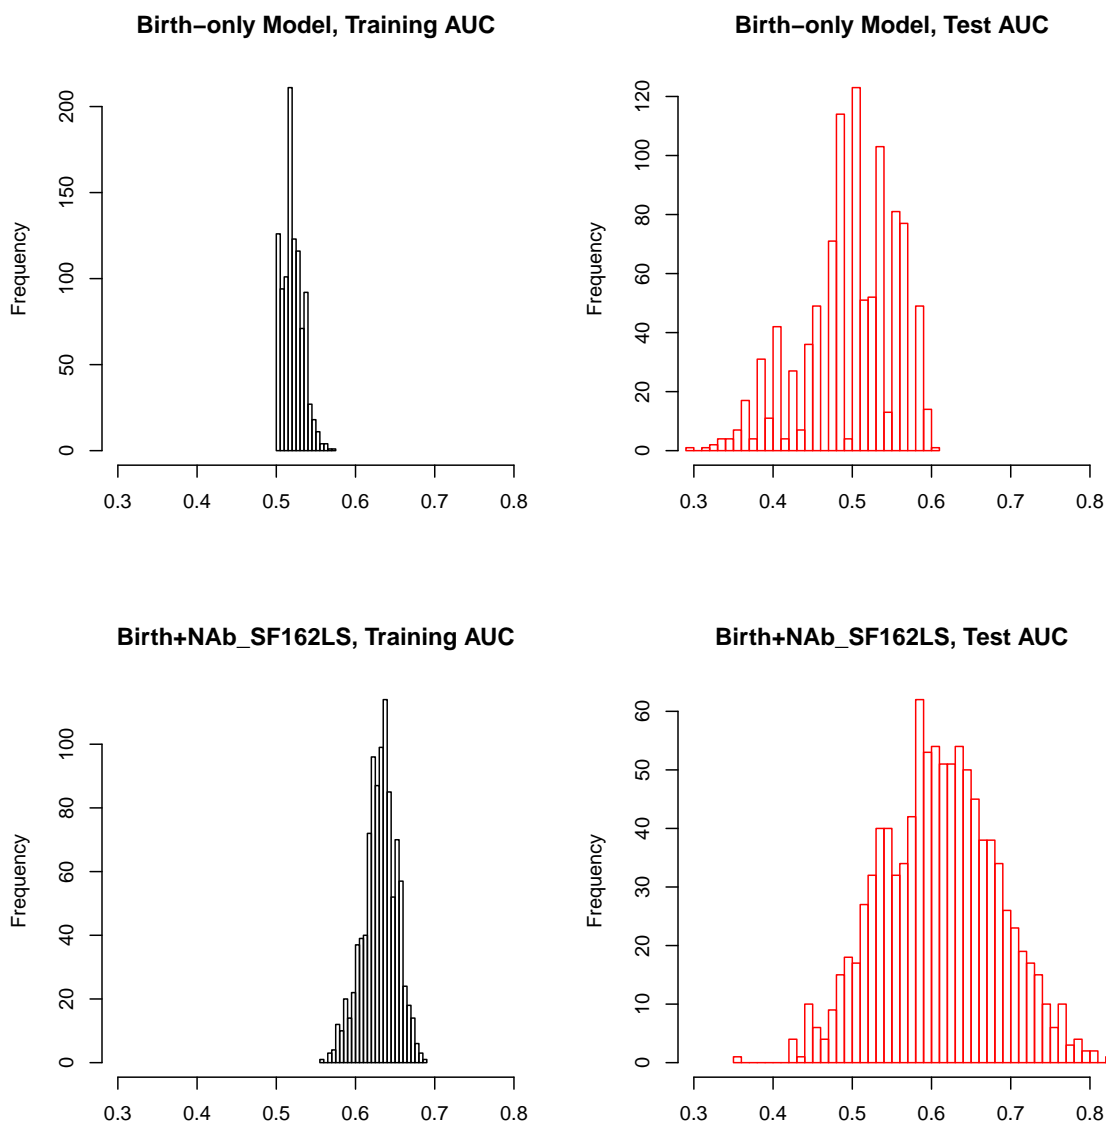 Birth−only Model, Training AUC
Frequency
0
50
100
150
200
0.3 0.4 0.5 0.6 0.7 0.8
Birth−only Model, Test AUC
Frequency
0
20
40
60
80
100
120
0.3 0.4 0.5 0.6 0.7 0.8
Birth+NAb_SF162LS, Training AUC
Frequency
0
20
40
60
80
100
0.3 0.4 0.5 0.6 0.7 0.8
Birth+NAb_SF162LS, Test AUC
Frequency
0
10
20
30
40
50
60
0.3 0.4 0.5 0.6 0.7 0.8